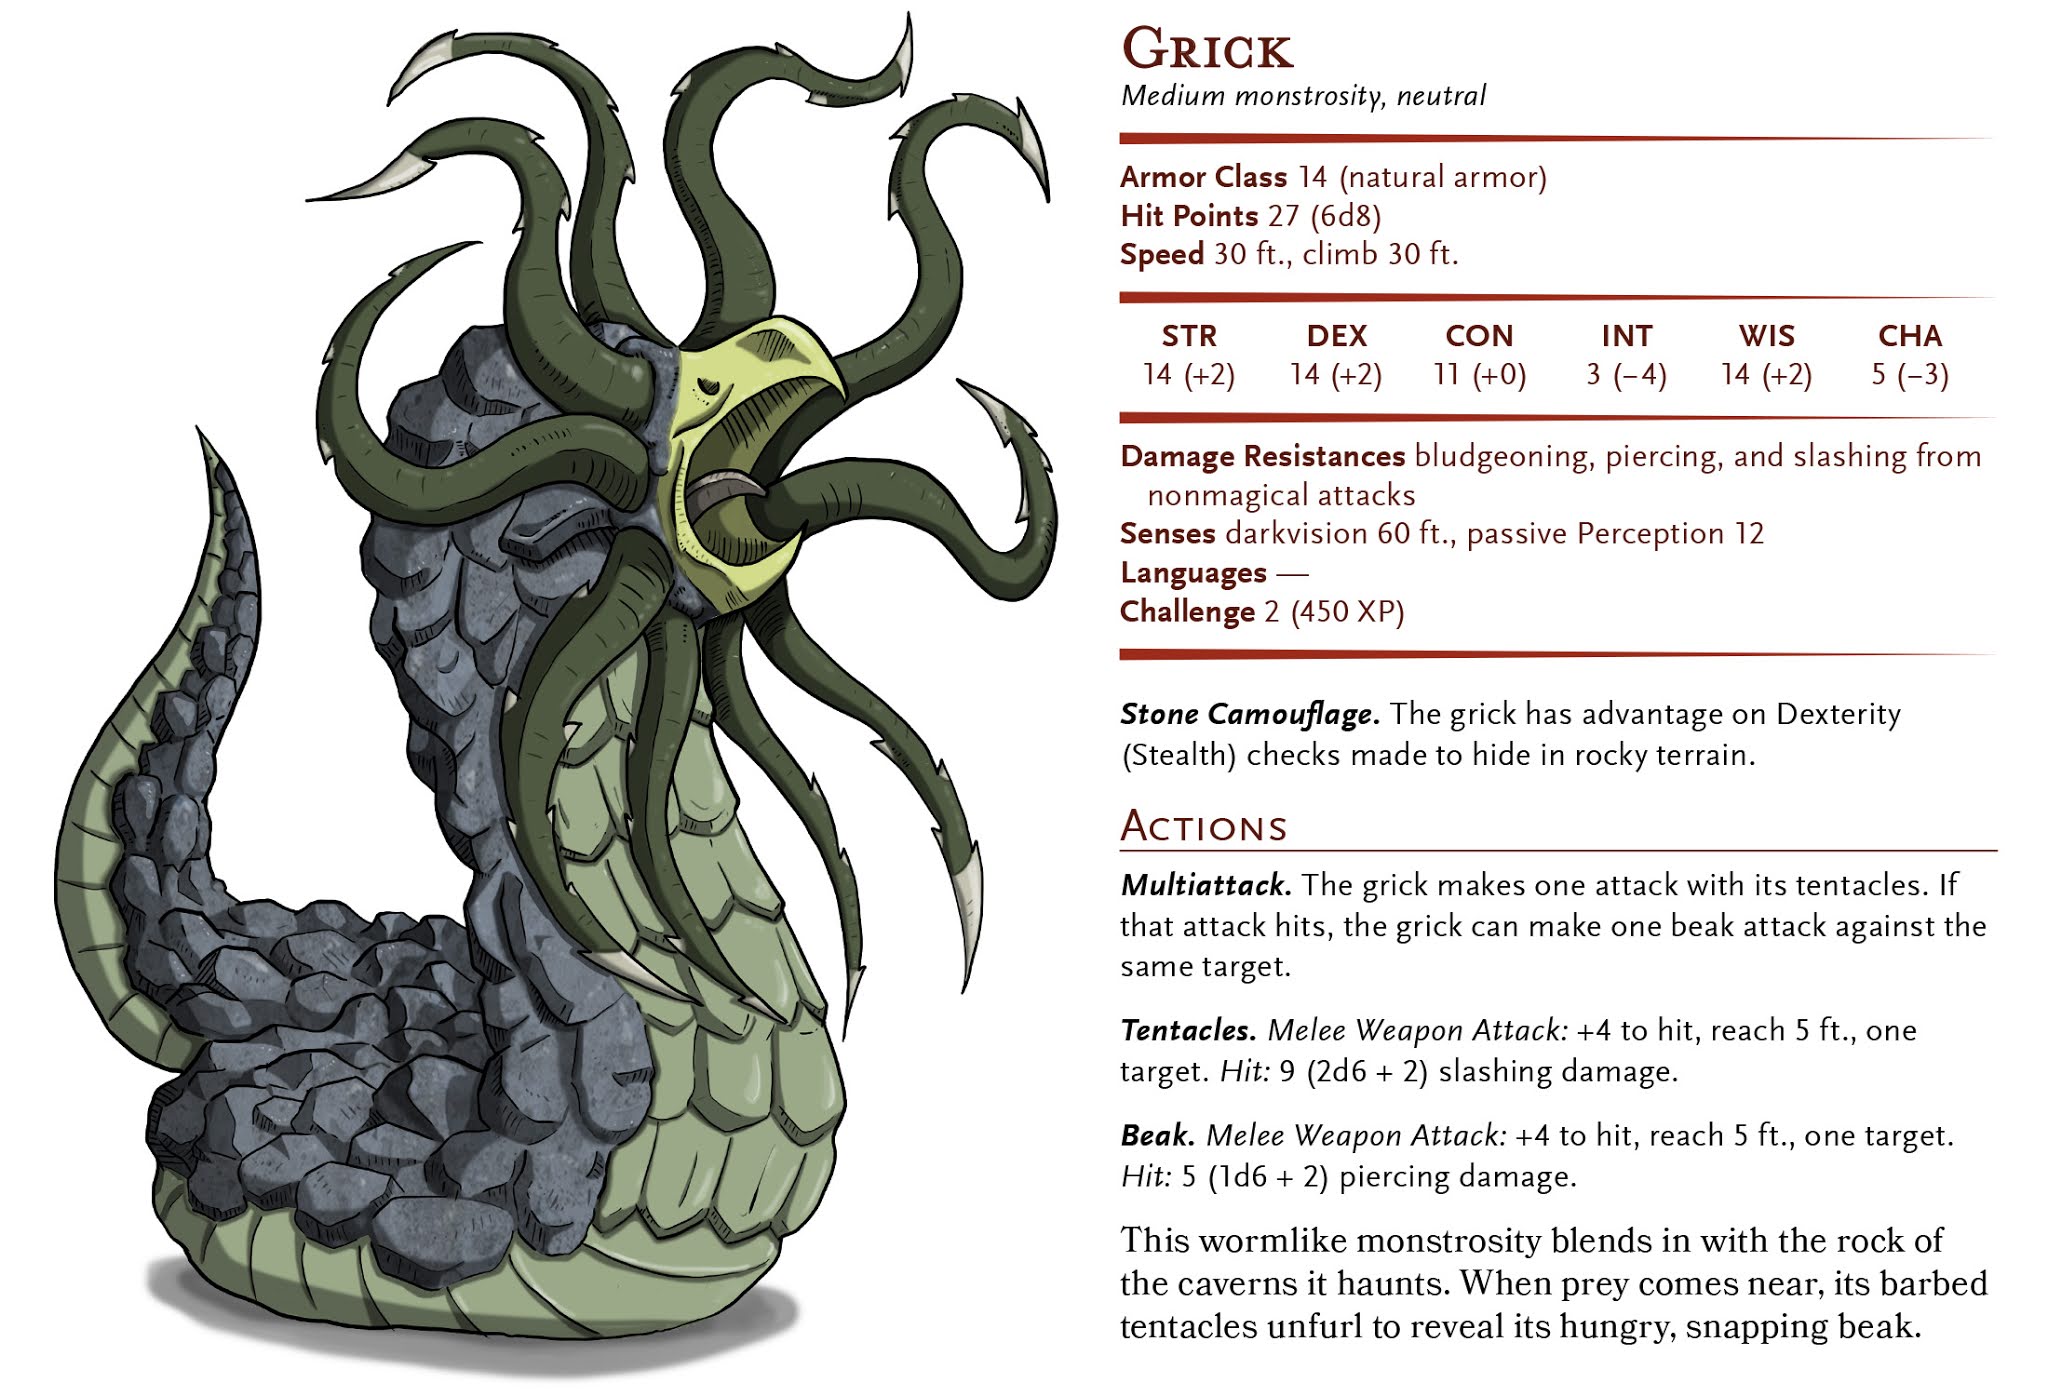 GRICK
Medium monstrosity, neutral
Armor Class 14 (natural armor)
Hit Points 27 (6d8)
Speed 30 ft., climb 30 ft.
STR DEX CON INT WIS CHA
14 (+2) 14 (+2) 11 (+0) 3 (−4) 14 (+2) 5 (−3)
Damage Resistances bludgeoning, piercing, and slashing from
nonmagical attacks
Senses darkvision 60 ft., passive Perception 12
Languages —
Challenge 2 (450 XP)
Stone Camouflage. The grick has advantage on Dexterity
(Stealth) checks made to hide in rocky terrain.
ACTIONS
Multiattack. The grick makes one attack with its tentacles. If
that attack hits, the grick can make one beak attack against the
same target.
Tentacles. Melee Weapon Attack: +4 to hit, reach 5 ft., one
target. Hit: 9 (2d6 + 2) slashing damage.
Beak. Melee Weapon Attack: +4 to hit, reach 5 ft., one target.
Hit: 5 (1d6 + 2) piercing damage.
This wormlike monstrosity blends in with the rock of
the caverns it haunts. When prey comes near, its barbed
tentacles unfurl to reveal its hungry, snapping beak.